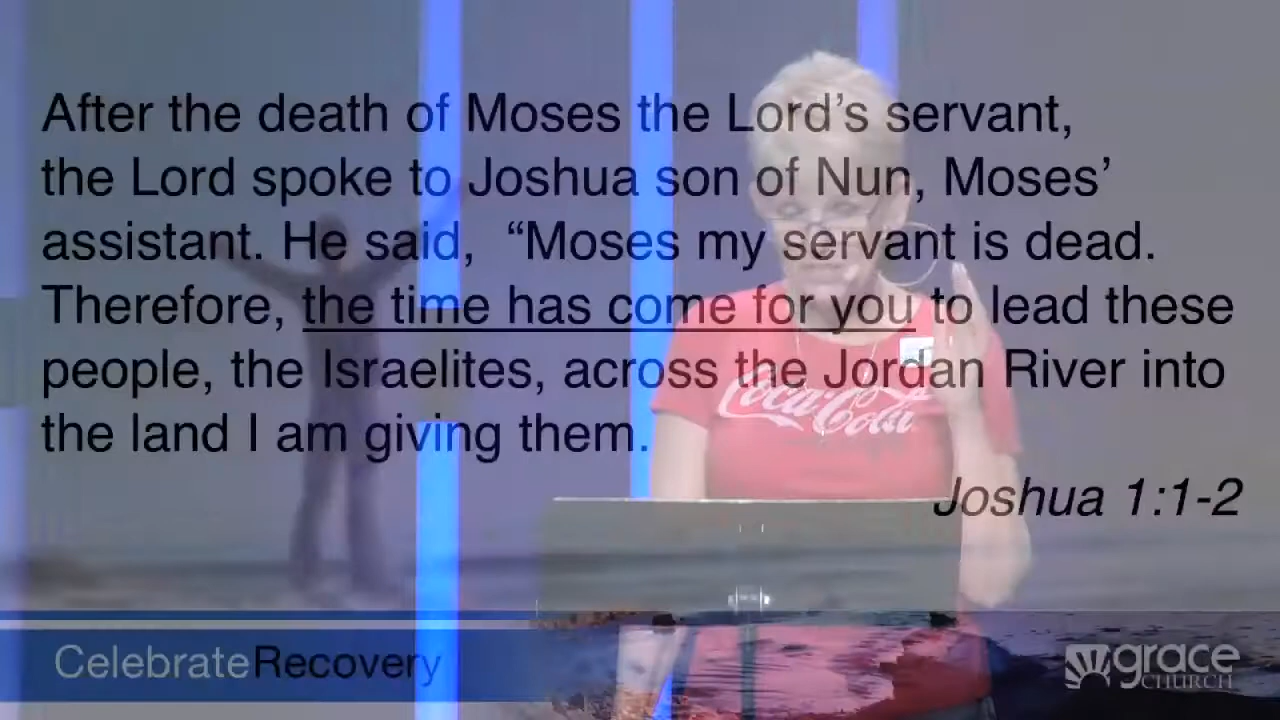 After the death of Moses the Lord’s servant,
the Lord spoke to Joshua son of Nun, Moses’
assistant. He said, “Moses my servant is dead.
Therefore, the time has come for you to lead these
people, the Israelites, across the Jordan River into
the land I am giving them.
Joshua 1:1-2
Coca-Cola
CelebrateRecovery
grace
CHURCH